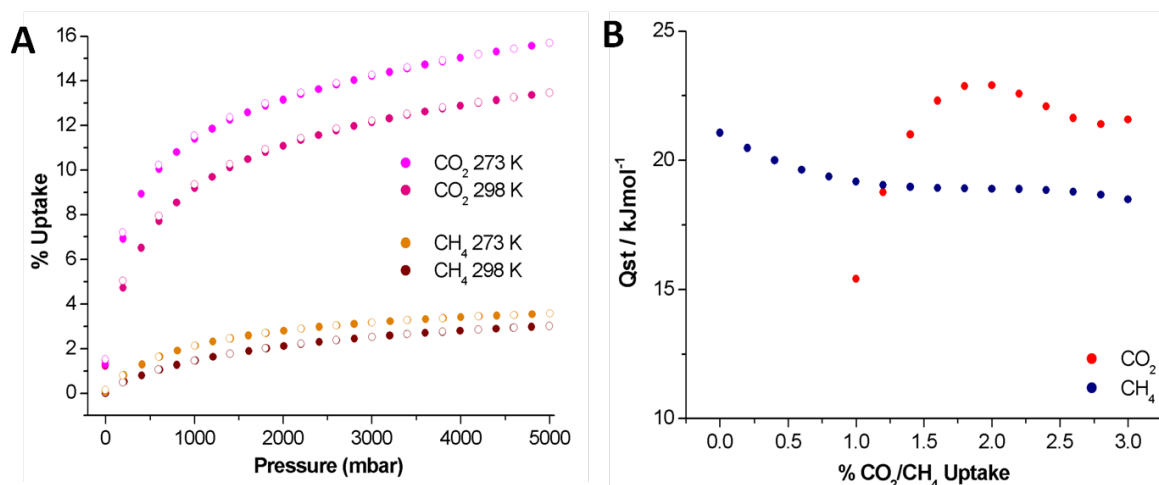 A
% Uptake
16
14
12
10
8
6
4
2
0
CO₂ 273 K
CO₂ 298 K
CH₄ 273 K
CH₄ 298 K
0 1000 2000 3000 4000 5000
Pressure (mbar)
B
Qst / kJmol⁻¹
25
20
15
10
CO₂
CH₄
0.0 0.5 1.0 1.5 2.0 2.5 3.0
% CO₂/CH₄ Uptake